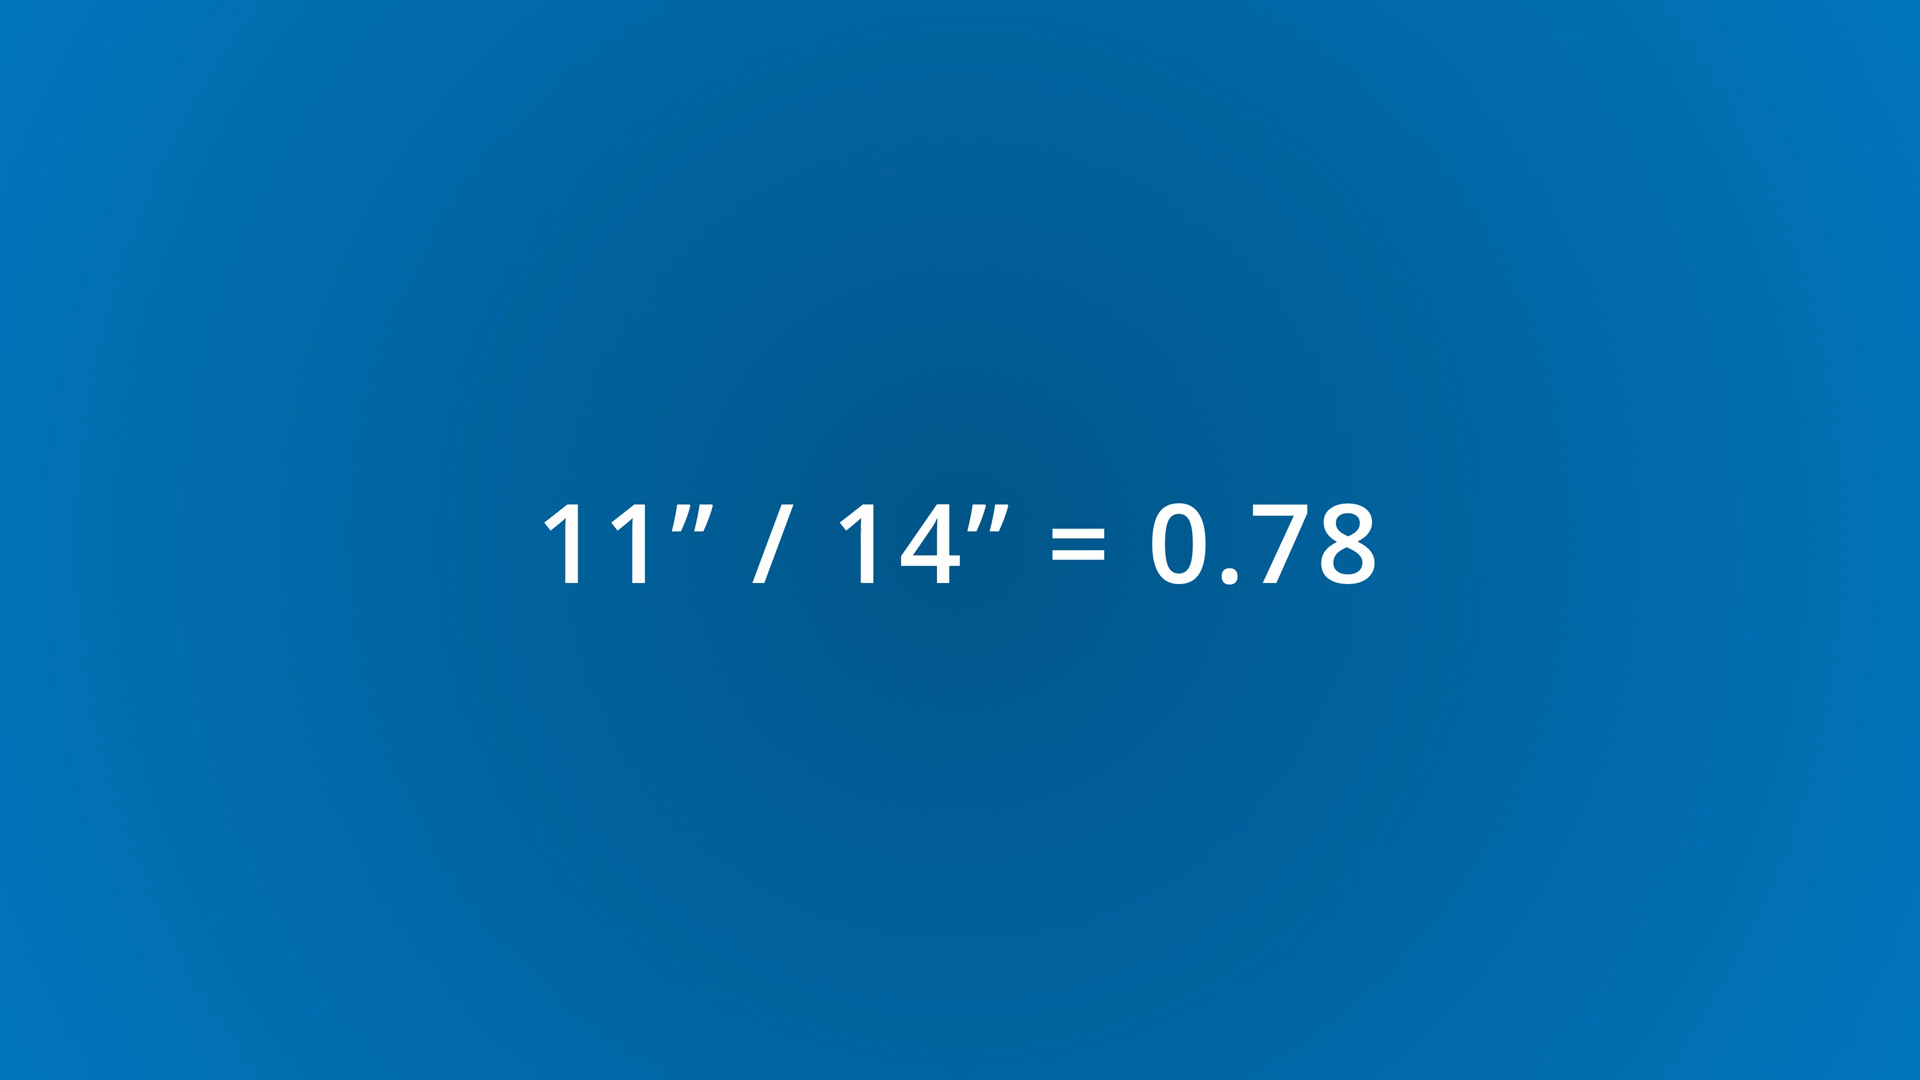 11” / 14” = 0.78